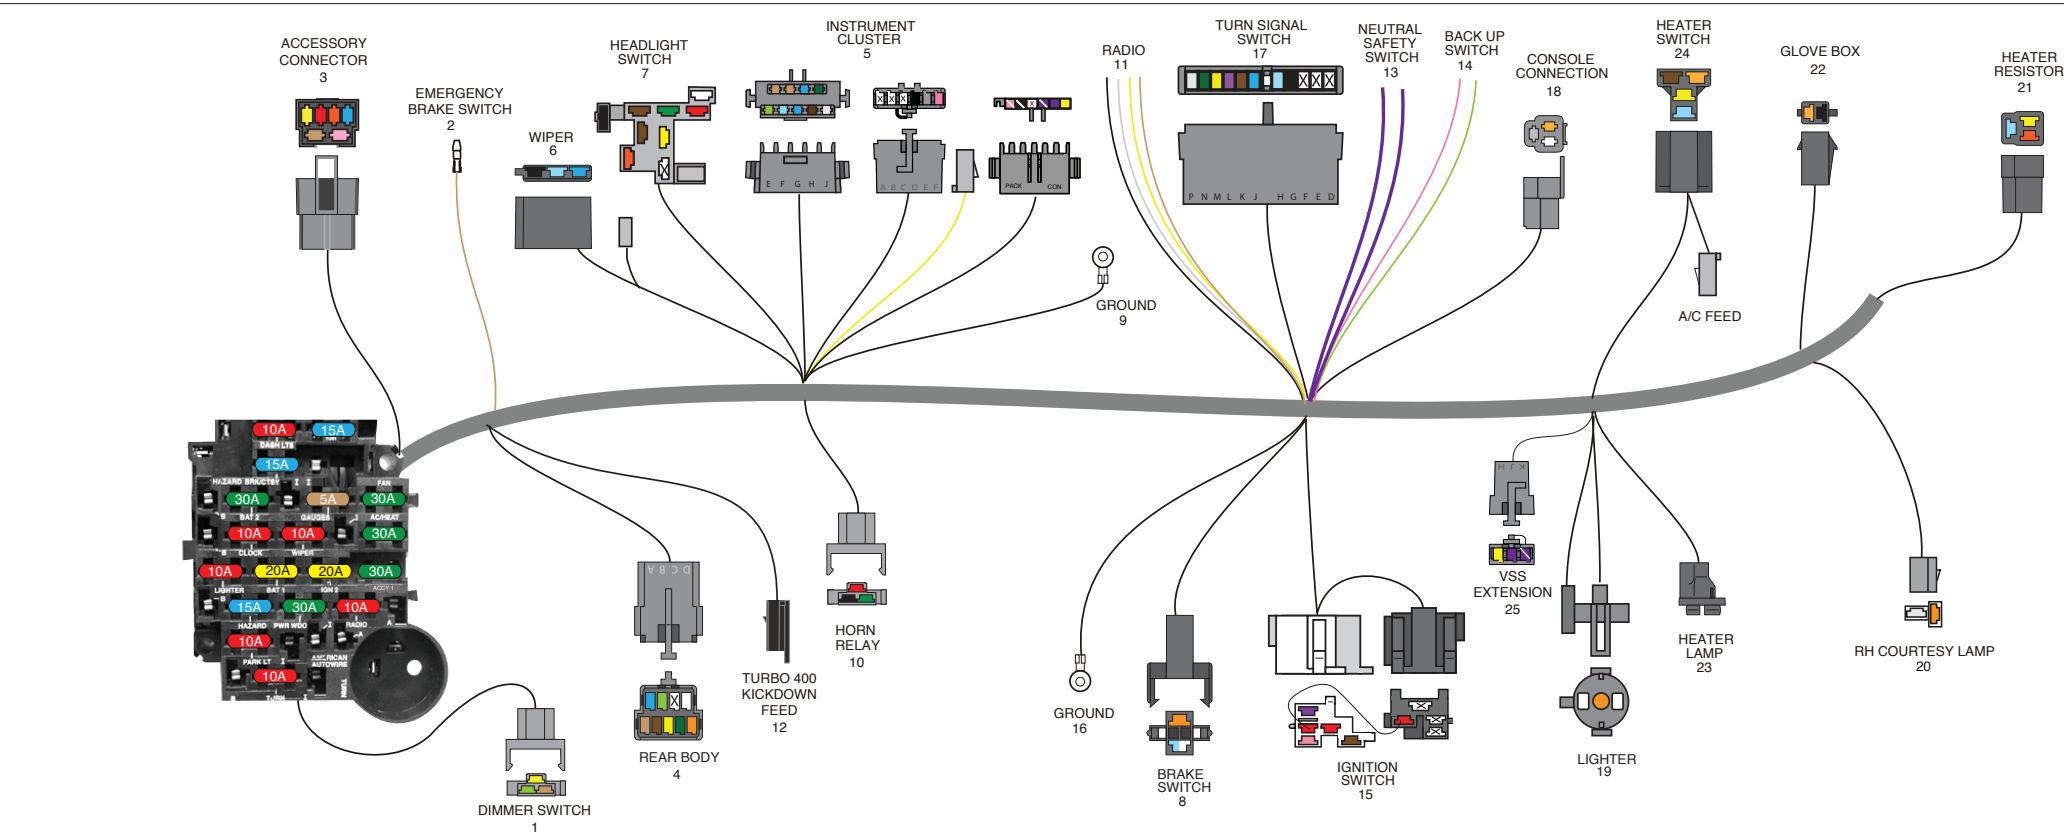 ACCESSORY
CONNECTOR
3
EMERGENCY
BRAKE SWITCH
2
WIPER
6
HEADLIGHT
SWITCH
7
INSTRUMENT
CLUSTER
5
E F G H J
A B C D E F
PACK CON
GROUND
9
RADIO
11
TURN SIGNAL
SWITCH
17
P N M L K J H G F E D
NEUTRAL
SAFETY
SWITCH
13
BACK UP
SWITCH
14
CONSOLE
CONNECTION
18
HEATER
SWITCH
24
A/C FEED
GLOVE BOX
22
HEATER
RESISTOR
21
10A 15A
DASH LTS
15A
HAZARD BRK/CTSY I I FAN
30A 5A 30A
B BAT 2 GAUGES I AC/HEAT
10A 10A 30A
B CLOCK WIPER
10A 20A 20A 30A
LIGHTER BAT 1 IGN 2 ACCY 1
B
15A 30A 10A
HAZARD PWR WDO I RADIO A
A
10A
PARK LT I AMERICAN
AUTOWIRE
10A
B TURN I TURN
DIMMER SWITCH
1
D C B A
REAR BODY
4
TURBO 400
KICKDOWN
FEED
12
HORN
RELAY
10
GROUND
16
BRAKE
SWITCH
8
IGNITION
SWITCH
15
K J H
VSS
EXTENSION
25
LIGHTER
19
HEATER
LAMP
23
RH COURTESY LAMP
20